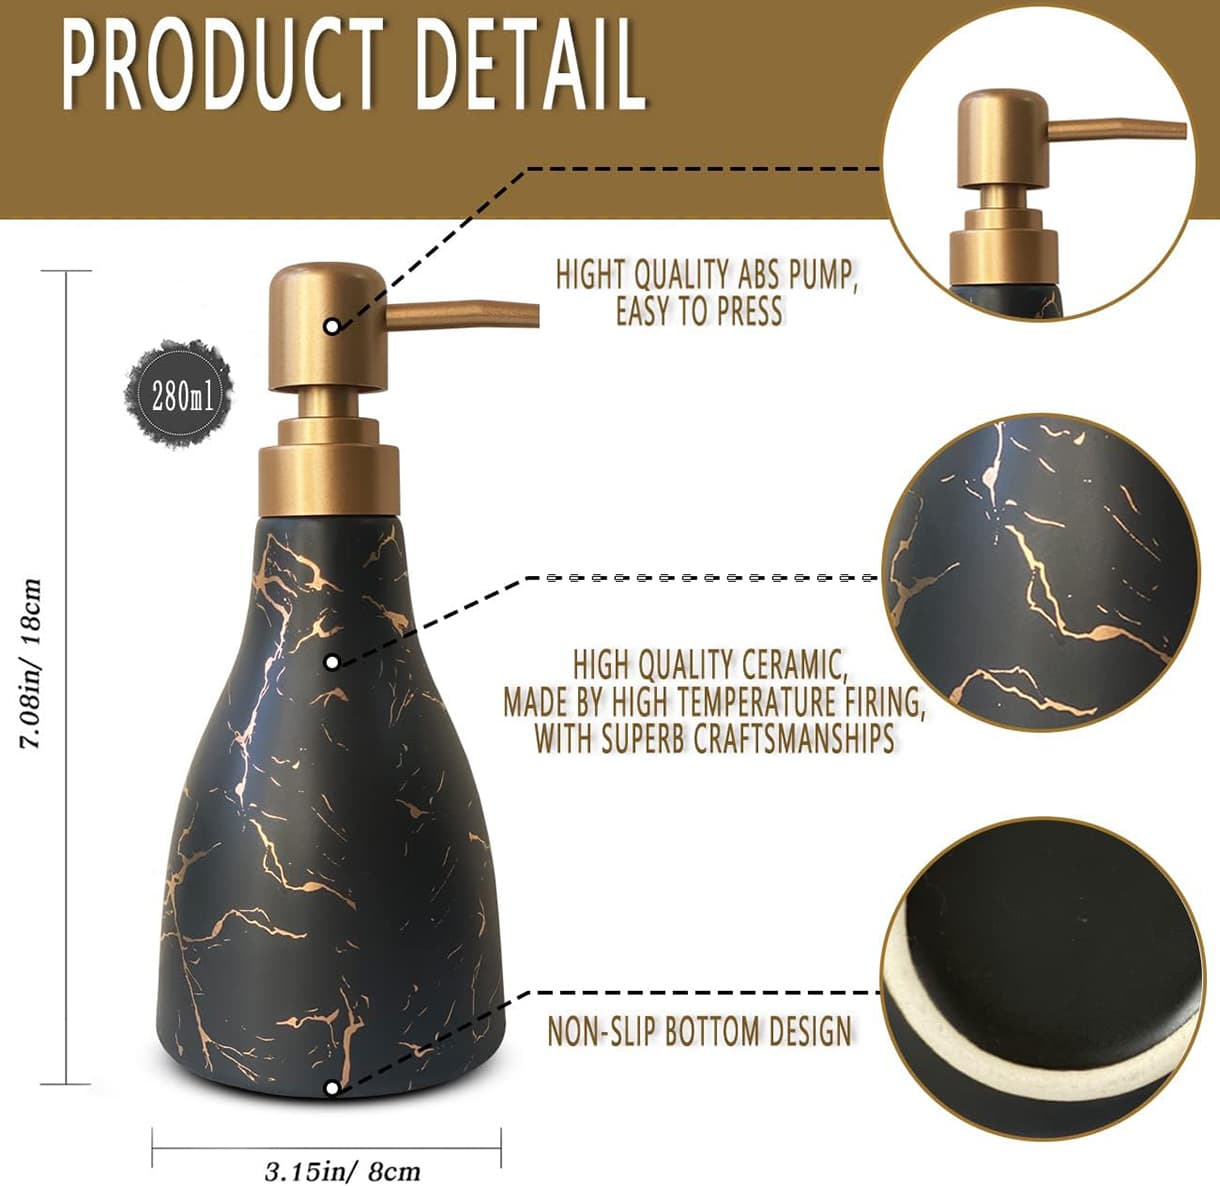 PRODUCT DETAIL
HIGHT QUALITY ABS PUMP,
EASY TO PRESS
280ml
7.08in/ 18cm
HIGH QUALITY CERAMIC,
MADE BY HIGH TEMPERATURE FIRING,
WITH SUPERB CRAFTSMANSHIPS
NON-SLIP BOTTOM DESIGN
3.15in/ 8cm